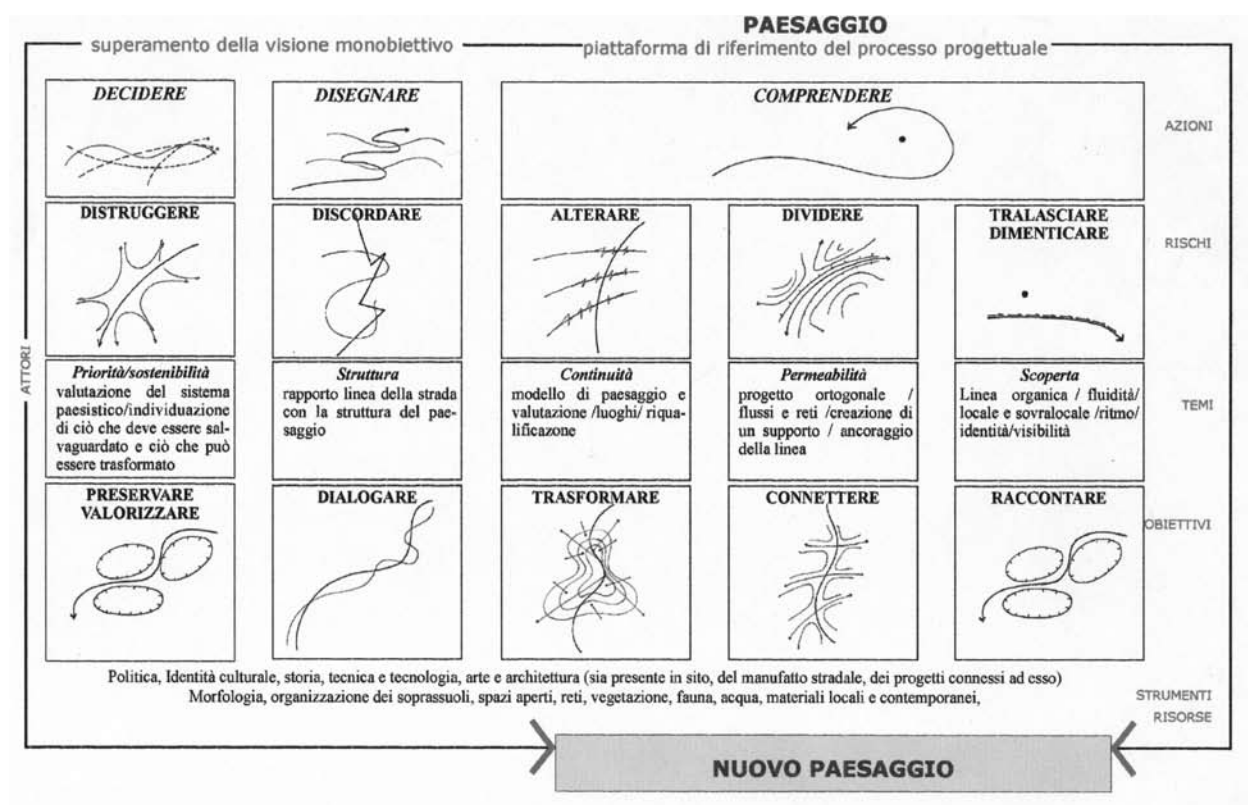 PAESAGGIO
superamento della visione monobiettivo
piattaforma di riferimento del processo progettuale
DECIDERE
DISEGNARE
COMPRENDERE
AZIONI
DISTRUGGERE
DISCORDARE
ALTERARE
DIVIDERE
TRALASCIARE
DIMENTICARE
RISCHI
ATTORI
Priorità/sostenibilità
valutazione del sistema
paesistico/individuazione
di ciò che deve essere sal-
vaguardato e ciò che può
essere trasformato
Struttura
rapporto linea della strada
con la struttura del pae-
saggio
Continuità
modello di paesaggio e
valutazione /luoghi/ riqua-
lificazone
Permeabilità
progetto ortogonale /
flussi e reti /creazione di
un supporto / ancoraggio
della linea
Scoperta
Linea organica / fluidità/
locale e sovralocale /ritmo/
identità/visibilità
TEMI
PRESERVARE
VALORIZZARE
DIALOGARE
TRASFORMARE
CONNETTERE
RACCONTARE
OBIETTIVI
Politica, Identità culturale, storia, tecnica e tecnologia, arte e architettura (sia presente in sito, del manufatto stradale, dei progetti connessi ad esso)
Morfologia, organizzazione dei soprassuoli, spazi aperti, reti, vegetazione, fauna, acqua, materiali locali e contemporanei,
STRUMENTI
RISORSE
NUOVO PAESAGGIO